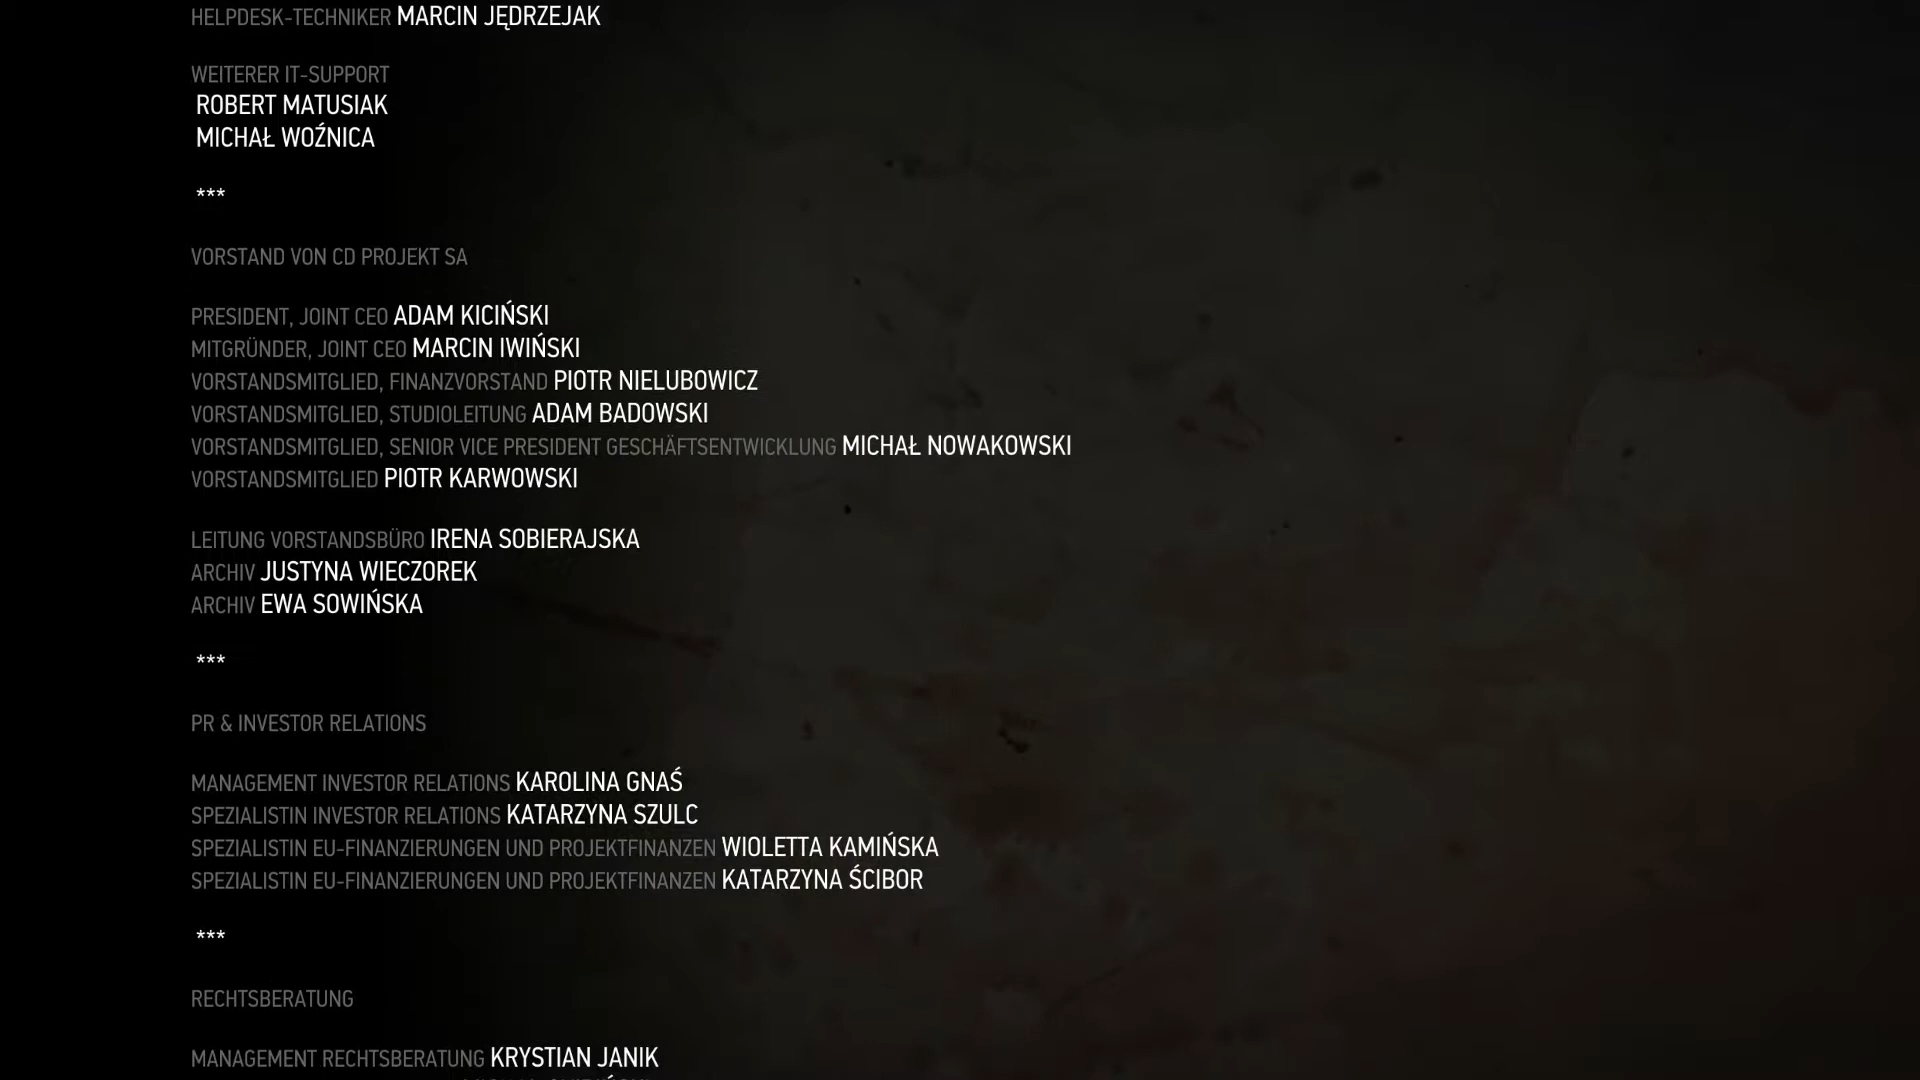 HELPDESK-TECHNIKER MARCIN JĘDRZEJAK
WEITERER IT-SUPPORT
ROBERT MATUSIAK
MICHAŁ WOŹNICA
***
VORSTAND VON CD PROJEKT SA
PRESIDENT, JOINT CEO ADAM KICIŃSKI
MITGRÜNDER, JOINT CEO MARCIN IWIŃSKI
VORSTANDSMITGLIED, FINANZVORSTAND PIOTR NIELUBOWICZ
VORSTANDSMITGLIED, STUDIOLEITUNG ADAM BADOWSKI
VORSTANDSMITGLIED, SENIOR VICE PRESIDENT GESCHÄFTSENTWICKLUNG MICHAŁ NOWAKOWSKI
VORSTANDSMITGLIED PIOTR KARWOWSKI
LEITUNG VORSTANDSBÜRO IRENA SOBIERAJSKA
ARCHIV JUSTYNA WIECZOREK
ARCHIV EWA SOWIŃSKA
***
PR & INVESTOR RELATIONS
MANAGEMENT INVESTOR RELATIONS KAROLINA GNAŚ
SPEZIALISTIN INVESTOR RELATIONS KATARZYNA SZULC
SPEZIALISTIN EU-FINANZIERUNGEN UND PROJEKTFINANZEN WIOLETTA KAMIŃSKA
SPEZIALISTIN EU-FINANZIERUNGEN UND PROJEKTFINANZEN KATARZYNA ŚCIBOR
***
RECHTSBERATUNG
MANAGEMENT RECHTSBERATUNG KRYSTIAN JANIK